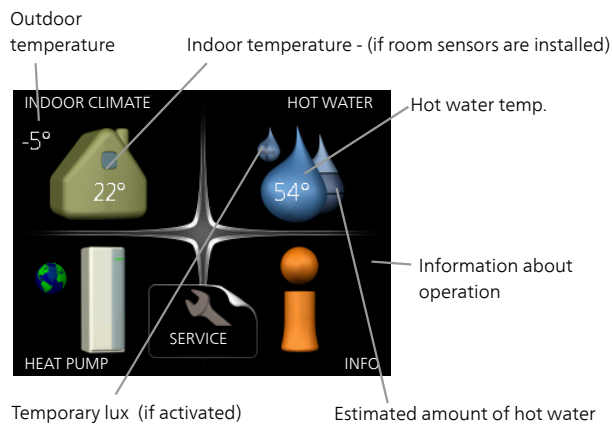 Outdoor
temperature
Indoor temperature - (if room sensors are installed)
INDOOR CLIMATE
HOT WATER
Hot water temp.
-5°
22°
54°
Information about
operation
SERVICE
HEAT PUMP
INFO
Temporary lux (if activated)
Estimated amount of hot water